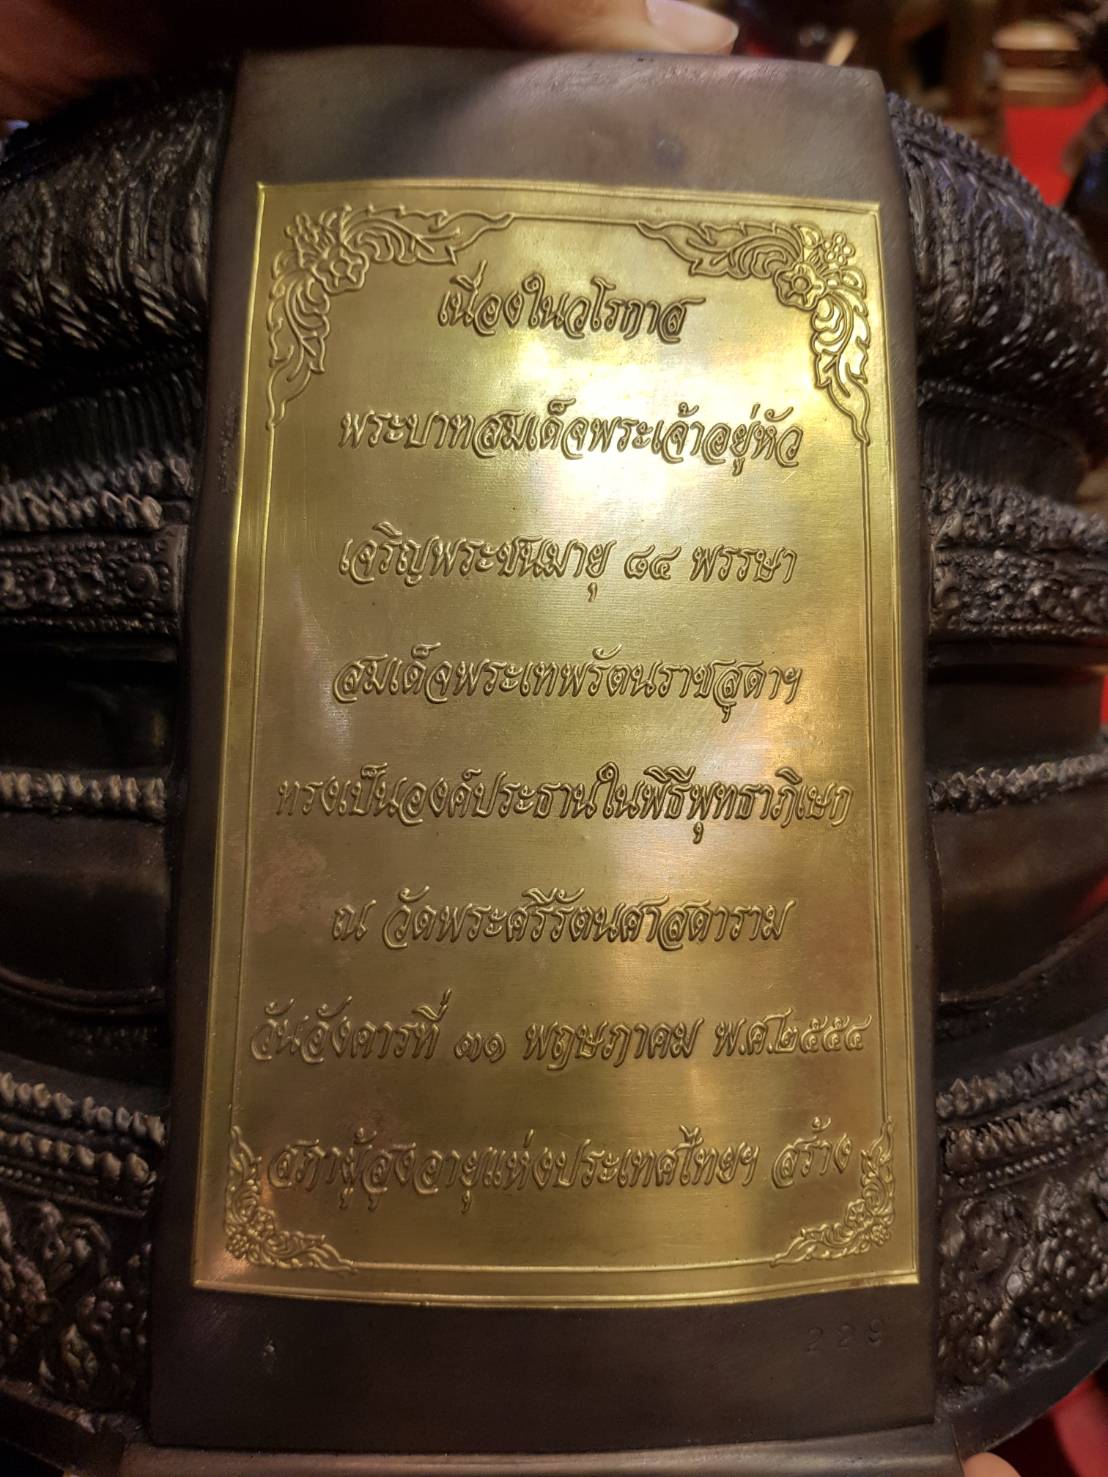 เนื่องในวโรกาส
พระบาทสมเด็จพระเจ้าอยู่หัว
เจริญพระชนมายุ ๘๔ พรรษา
สมเด็จพระเทพรัตนราชสุดาฯ
ทรงเป็นองค์ประธานในพิธีพุทธาภิเษก
ณ วัดพระศรีรัตนศาสดาราม
วันอังคารที่ ๓๑ พฤษภาคม พ.ศ.๒๕๕๔
สภาผู้สูงอายุแห่งประเทศไทยฯ สร้าง
229